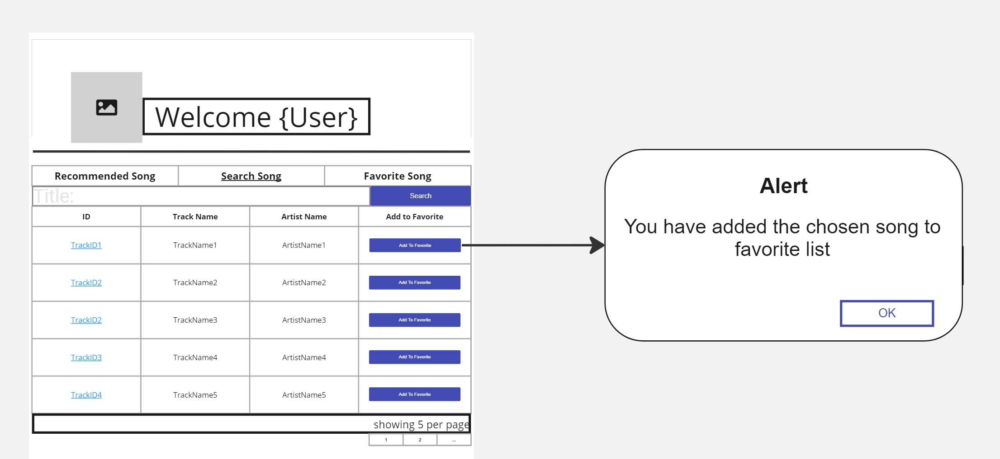 Welcome {User}
Recommended Song Search Song Favorite Song
Title: Search
ID Track Name Artist Name Add to Favorite
TrackID1 TrackName1 ArtistName1 Add To Favorite
TrackID2 TrackName2 ArtistName2 Add To Favorite
TrackID2 TrackName3 ArtistName3 Add To Favorite
TrackID3 TrackName4 ArtistName4 Add To Favorite
TrackID4 TrackName5 ArtistName5 Add To Favorite
showing 5 per page
1 2 ...
Alert
You have added the chosen song to
favorite list
OK